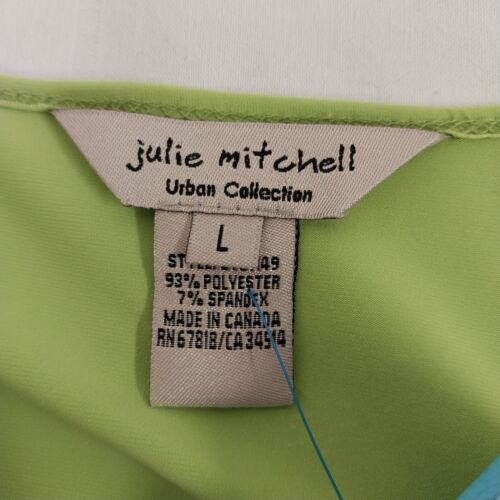 julie mitchell
Urban Collection
L
93% POLYESTER
7% SPANDEX
MADE IN CANADA
RN67818/CA34514